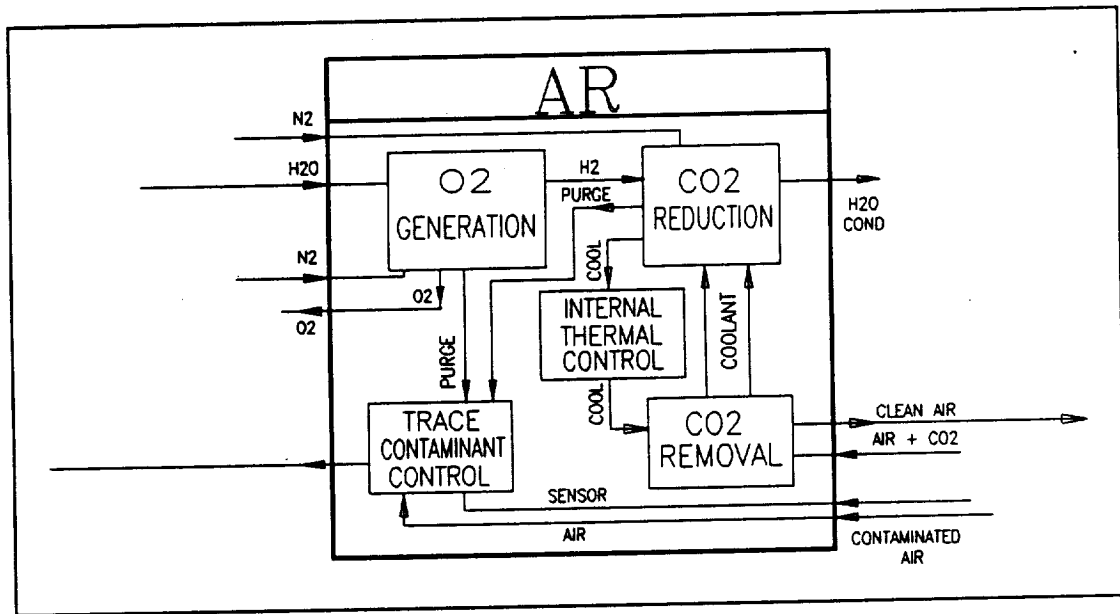 AR
N2
H2O
O2
GENERATION
H2
PURGE
CO2
REDUCTION
H2O
COND
N2
O2
O2
COOL
INTERNAL
THERMAL
CONTROL
COOLANT
PURGE
COOL
TRACE
CONTAMINANT
CONTROL
CO2
REMOVAL
CLEAN AIR
AIR + CO2
SENSOR
AIR
CONTAMINATED
AIR